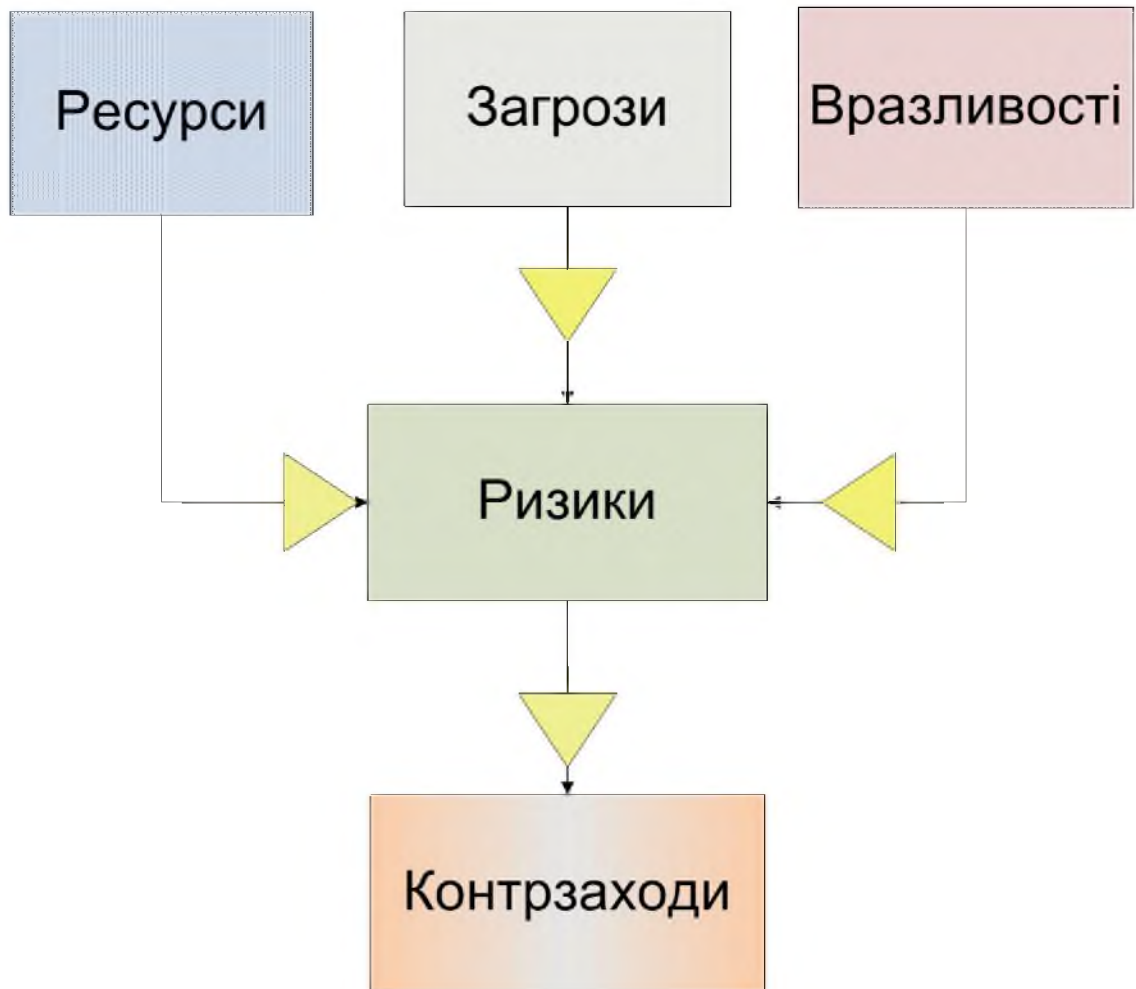 Ресурси
Загрози
Вразливості
Ризики
Контрзаходи